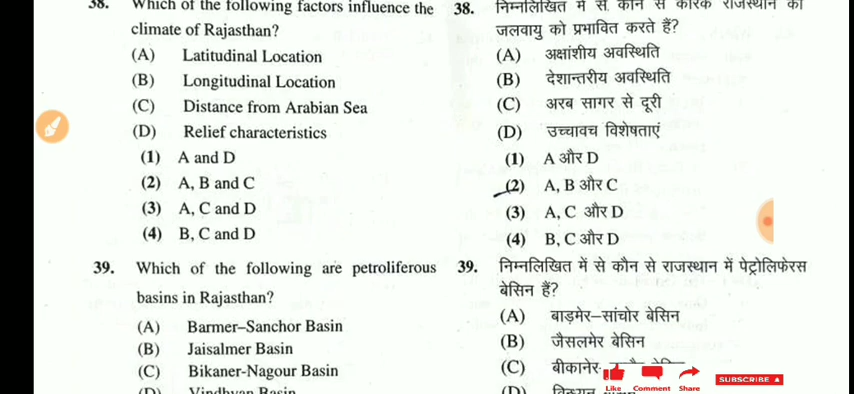 38. Which of the following factors influence the
climate of Rajasthan?
(A) Latitudinal Location
(B) Longitudinal Location
(C) Distance from Arabian Sea
(D) Relief characteristics
(1) A and D
(2) A, B and C
(3) A, C and D
(4) B, C and D
39. Which of the following are petroliferous
basins in Rajasthan?
(A) Barmer–Sanchor Basin
(B) Jaisalmer Basin
(C) Bikaner-Nagour Basin
(D) Vindhyan Basin
38. निम्नलिखित में से कौन से कारक राजस्थान की
जलवायु को प्रभावित करते हैं?
(A) अक्षांशीय अवस्थिति
(B) देशान्तरीय अवस्थिति
(C) अरब सागर से दूरी
(D) उच्चावच विशेषताएं
(1) A और D
(2) A, B और C
(3) A, C और D
(4) B, C और D
39. निम्नलिखित में से कौन से राजस्थान में पेट्रोलिफेरस
बेसिन हैं?
(A) बाड़मेर–सांचोर बेसिन
(B) जैसलमेर बेसिन
(C) बीकानेर-
(D)
Like Comment Share
SUBSCRIBE